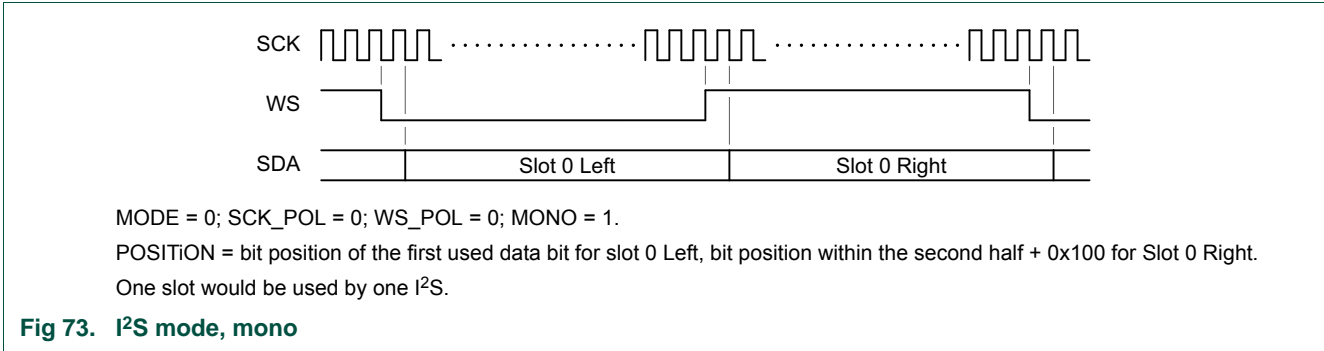 SCK
WS
SDA Slot 0 Left Slot 0 Right
MODE = 0; SCK_POL = 0; WS_POL = 0; MONO = 1.
POSITiON = bit position of the first used data bit for slot 0 Left, bit position within the second half + 0x100 for Slot 0 Right.
One slot would be used by one I²S.
Fig 73. I²S mode, mono